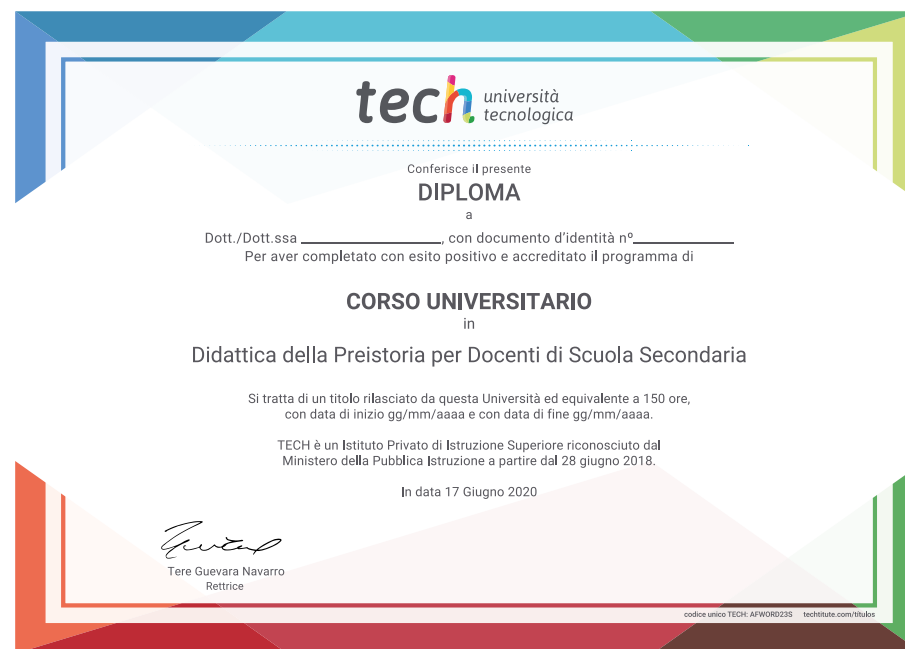 tech università
tecnologica
Conferisce il presente
DIPLOMA
a
Dott./Dott.ssa ____________________, con documento d'identità nº______________
Per aver completato con esito positivo e accreditato il programma di
CORSO UNIVERSITARIO
in
Didattica della Preistoria per Docenti di Scuola Secondaria
Si tratta di un titolo rilasciato da questa Università ed equivalente a 150 ore,
con data di inizio gg/mm/aaaa e con data di fine gg/mm/aaaa.
TECH è un Istituto Privato di Istruzione Superiore riconosciuto dal
Ministero della Pubblica Istruzione a partire dal 28 giugno 2018.
In data 17 Giugno 2020
Tere Guevara Navarro
Rettrice
codice unico TECH: AFWORD23S techtitute.com/títulos